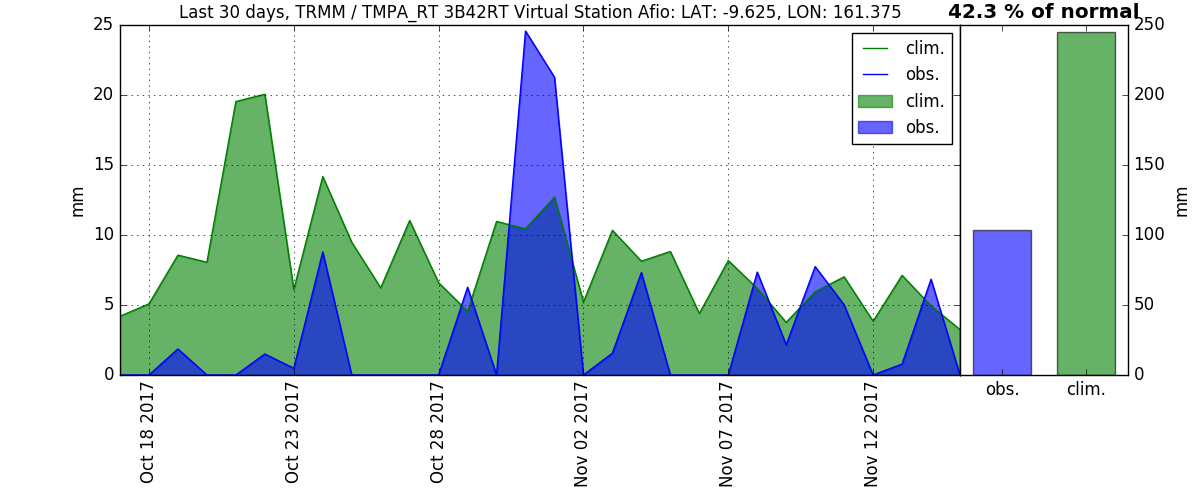 Last 30 days, TRMM / TMPA_RT 3B42RT Virtual Station Afio: LAT: -9.625, LON: 161.375
42.3 % of normal
25
20
15
10
5
0
mm
clim.
obs.
clim.
obs.
250
200
150
100
50
0
mm
obs.
clim.
Oct 18 2017
Oct 23 2017
Oct 28 2017
Nov 02 2017
Nov 07 2017
Nov 12 2017